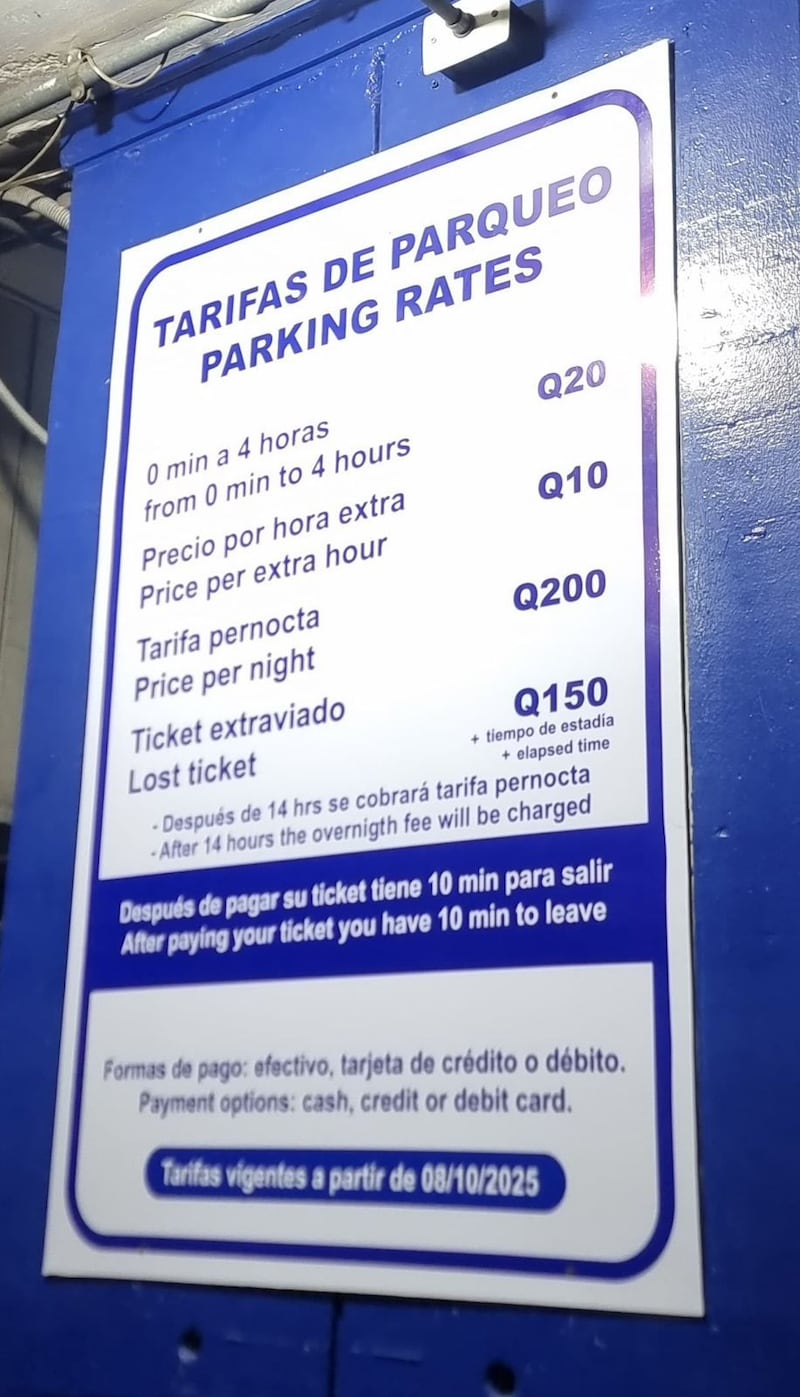 TARIFAS DE PARQUEO
PARKING RATES
0 min a 4 horas
from 0 min to 4 hours
Q20
Precio por hora extra
Price per extra hour
Q10
Tarifa pernocta
Price per night
Q200
Ticket extraviado
Lost ticket
Q150
+ tiempo de estadía
+ elapsed time
- Después de 14 hrs se cobrará tarifa pernocta
-After 14 hours the overnigth fee will be charged
Después de pagar su ticket tiene 10 min para salir
After paying your ticket you have 10 min to leave
Formas de pago: efectivo, tarjeta de crédito o débito.
Payment options: cash, credit or debit card.
Tarifas vigentes a partir de 08/10/2025